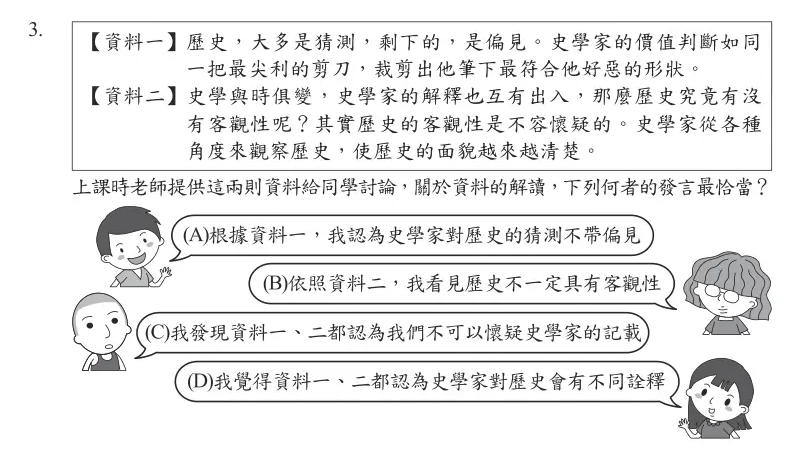 3.
【資料一】歷史，大多是猜測，剩下的，是偏見。史學家的價值判斷如同
一把最尖利的剪刀，裁剪出他筆下最符合他好惡的形狀。
【資料二】史學與時俱變，史學家的解釋也互有出入，那麼歷史究竟有沒
有客觀性呢？其實歷史的客觀性是不容懷疑的。史學家從各種
角度來觀察歷史，使歷史的面貌越來越清楚。
上課時老師提供這兩則資料給同學討論，關於資料的解讀，下列何者的發言最恰當？
(A)根據資料一，我認為史學家對歷史的猜測不帶偏見
(B)依照資料二，我看見歷史不一定具有客觀性
(C)我發現資料一、二都認為我們不可以懷疑史學家的記載
(D)我覺得資料一、二都認為史學家對歷史會有不同詮釋